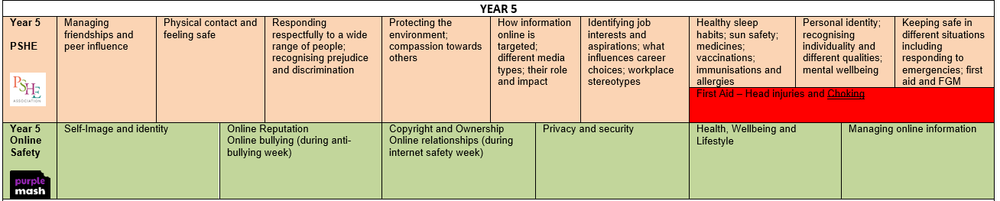 YEAR 5
Year 5
PSHE
PSHE
ASSOCIATION
Managing
friendships and
peer influence
Physical contact and
feeling safe
Responding
respectfully to a wide
range of people;
recognising prejudice
and discrimination
Protecting the
environment;
compassion towards
others
How information
online is
targeted;
different media
types; their role
and impact
Identifying job
interests and
aspirations; what
influences career
choices; workplace
stereotypes
Healthy sleep
habits; sun safety;
medicines;
vaccinations;
immunisations and
allergies
Personal identity;
recognising
individuality and
different qualities;
mental wellbeing
Keeping safe in
different situations
including
responding to
emergencies; first
aid and FGM
First Aid – Head injuries and Choking
Year 5
Online
Safety
purple
mash
Self-Image and identity
Online Reputation
Online bullying (during anti-
bullying week)
Copyright and Ownership
Online relationships (during
internet safety week)
Privacy and security
Health, Wellbeing and
Lifestyle
Managing online information